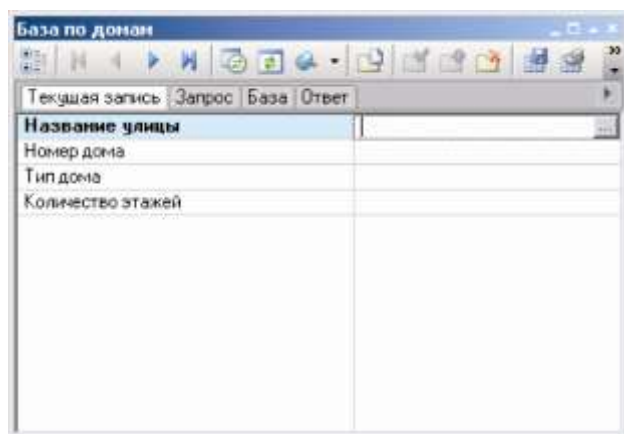 База по домам
Текущая запись Запрос База Ответ
Название улицы
Номер дома
Тип дома
Количество этажей